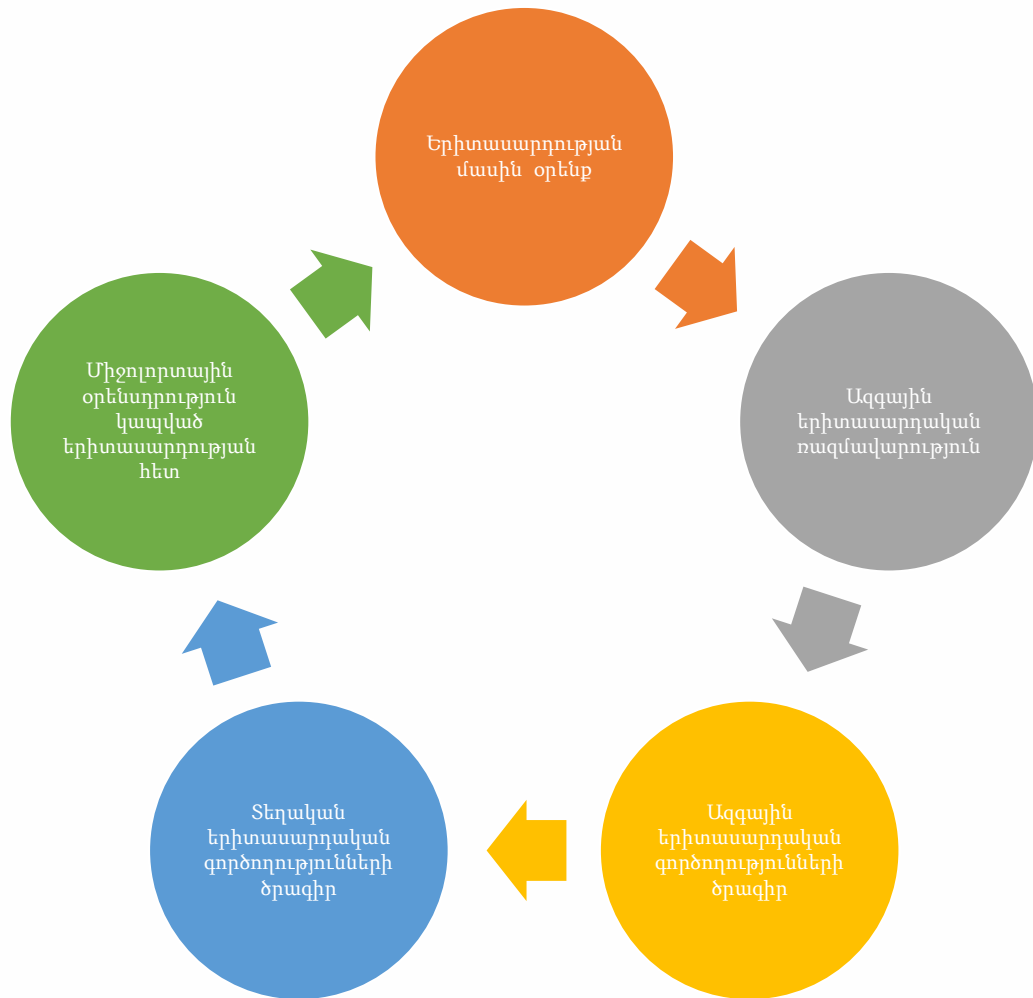 Երիտասարդության
մասին օրենք
Ազգային
երիտասարդական
ռազմավարություն
Ազգային
երիտասարդական
գործողությունների
ծրագիր
Տեղական
երիտասարդական
գործողությունների
ծրագիր
Միջոլորտային
օրենսդրություն
կապված
երիտասարդության
հետ